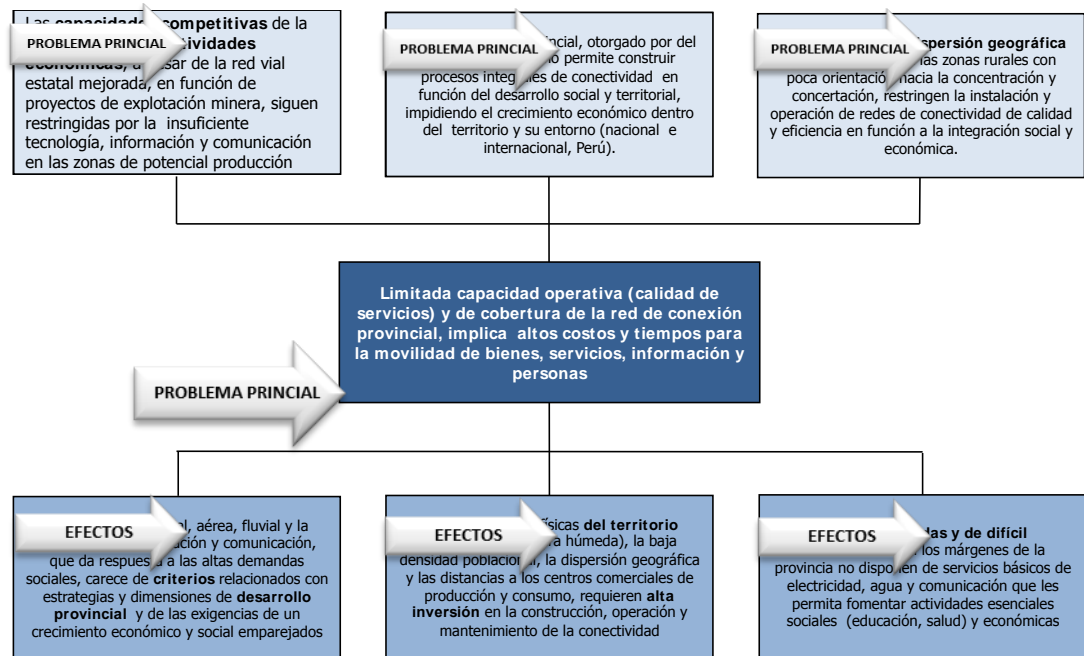 Las capacidades competitivas de la
PROBLEMA PRINCIAL
tividades
económicas, a sar de la red vial
estatal mejorada, en función de
proyectos de explotación minera, siguen
restringidas por la insuficiente
tecnología, información y comunicación
en las zonas de potencial producción
PROBLEMA PRINCIAL
ncial, otorgado por del
o permite construir
procesos integrales de conectividad en
función del desarrollo social y territorial,
impidiendo el crecimiento económico dentro
del territorio y su entorno (nacional e
internacional, Perú).
PROBLEMA PRINCIAL
ispersión geográfica
las zonas rurales con
poca orientación hacia la concentración y
concertación, restringen la instalación y
operación de redes de conectividad de calidad
y eficiencia en función a la integración social y
económica.
Limitada capacidad operativa (calidad de
servicios) y de cobertura de la red de conexión
provincial, implica altos costos y tiempos para
la movilidad de bienes, servicios, información y
personas
PROBLEMA PRINCIAL
EFECTOS
al, aérea, fluvial y la
ación y comunicación,
que da respuesta a las altas demandas
sociales, carece de criterios relacionados con
estrategias y dimensiones de desarrollo
provincial y de las exigencias de un
crecimiento económico y social emparejados
EFECTOS
físicas del territorio
a húmeda), la baja
densidad poblacional, la dispersión geográfica
y las distancias a los centros comerciales de
producción y consumo, requieren alta
inversión en la construcción, operación y
mantenimiento de la conectividad
EFECTOS
das y de difícil
los márgenes de la
provincia no disponen de servicios básicos de
electricidad, agua y comunicación que les
permita fomentar actividades esenciales
sociales (educación, salud) y económicas